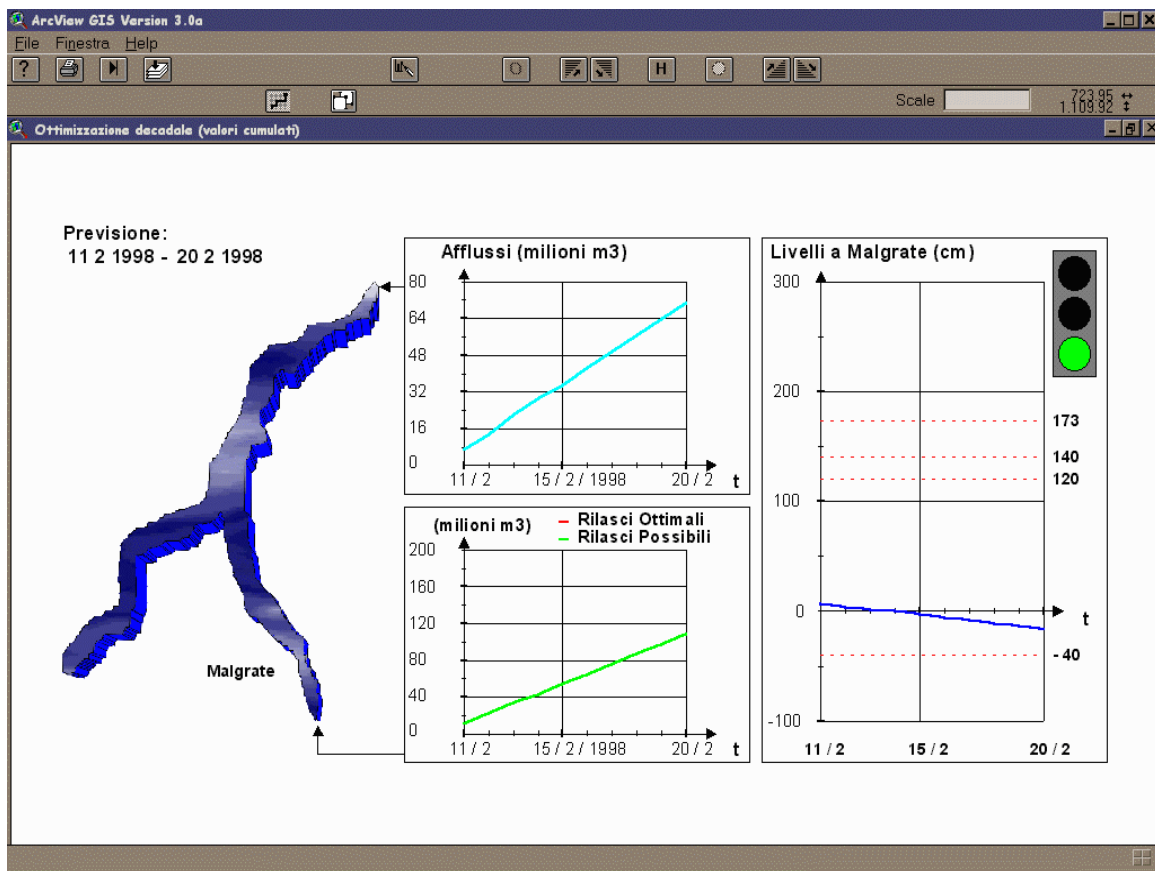 ArcView GIS Version 3.0a
File Finestra Help
?
H
Scale
723.95
1.109.92
Ottimizzazione decadale (valori cumulati)
Previsione:
11 2 1998 - 20 2 1998
Malgrate
Afflussi (milioni m3)
80
64
48
32
16
0
11 / 2 15 / 2 / 1998 20 / 2 t
(milioni m3)
Rilasci Ottimali
Rilasci Possibili
200
160
120
80
40
0
11 / 2 15 / 2 / 1998 20 / 2 t
Livelli a Malgrate (cm)
300
200
173
140
120
100
0 t
-40
-100
11 / 2 15 / 2 20 / 2